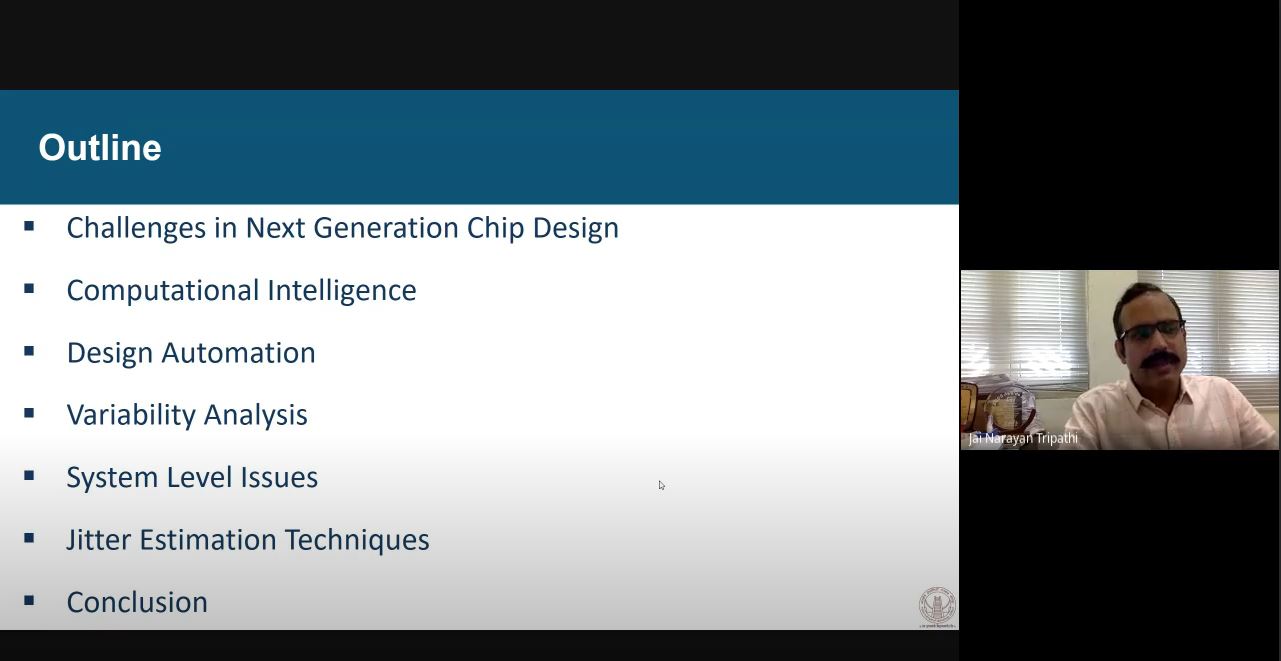 Outline
Challenges in Next Generation Chip Design
Computational Intelligence
Design Automation
Variability Analysis
System Level Issues
Jitter Estimation Techniques
Conclusion
Jai Narayan Tripathi